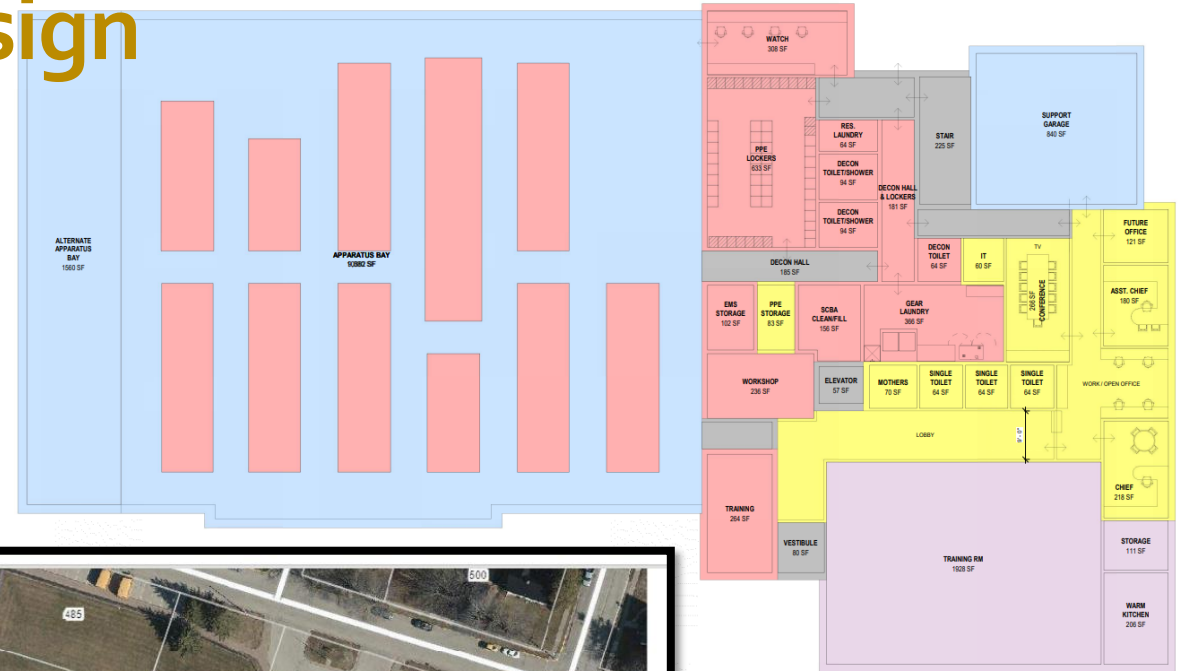 sign
WATCH
308 SF
RES.
LAUNDRY
64 SF
PPE
LOCKERS
633 SF
DECON
TOILET/SHOWER
94 SF
DECON HALL
& LOCKERS
181 SF
DECON
TOILET/SHOWER
94 SF
STAIR
225 SF
SUPPORT
GARAGE
840 SF
ALTERNATE
APPARATUS
BAY
1560 SF
APPARATUS BAY
DECON HALL
185 SF
DECON
TOILET
64 SF
IT
60 SF
TV
266 SF
CONFERENCE
FUTURE
OFFICE
121 SF
ASST. CHIEF
180 SF
EMS
STORAGE
102 SF
PPE
STORAGE
83 SF
SCBA
CLEAN/FILL
156 SF
GEAR
LAUNDRY
366 SF
WORKSHOP
236 SF
ELEVATOR
57 SF
MOTHERS
70 SF
SINGLE
TOILET
64 SF
SINGLE
TOILET
64 SF
SINGLE
TOILET
64 SF
WORK / OPEN OFFICE
LOBBY
CHIEF
218 SF
TRAINING
264 SF
VESTIBULE
80 SF
TRAINING RM
1928 SF
STORAGE
111 SF
WARM
KITCHEN
206 SF
500
485